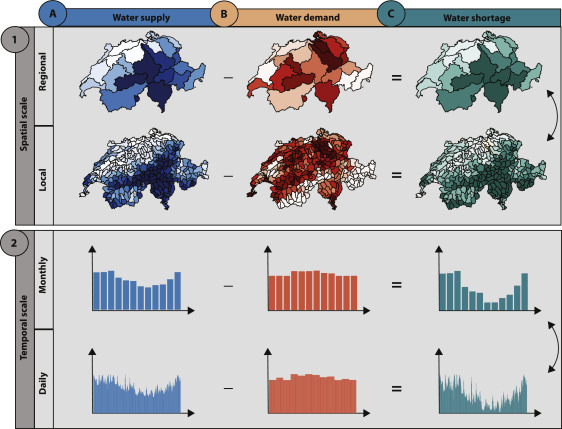 A Water supply B Water demand C Water shortage
1
Spatial scale
Regional
– =
Local
– =
2
Temporal scale
Monthly
– =
Daily
– =